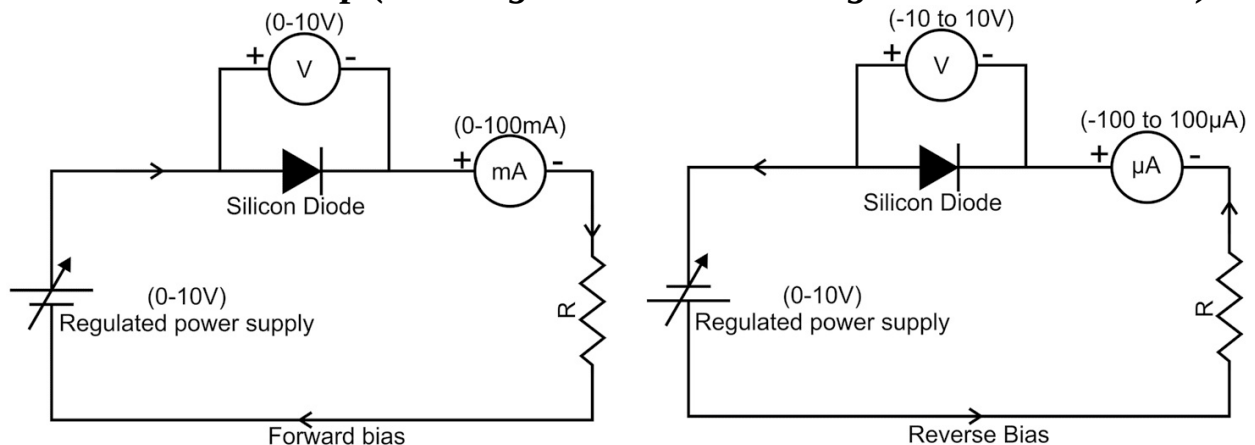 (0-10V)
+ V -
(0-100mA)
+ mA -
Silicon Diode
(0-10V)
Regulated power supply
R
Forward bias
(-10 to 10V)
+ V -
(-100 to 100µA)
+ µA -
Silicon Diode
(0-10V)
Regulated power supply
R
Reverse Bias